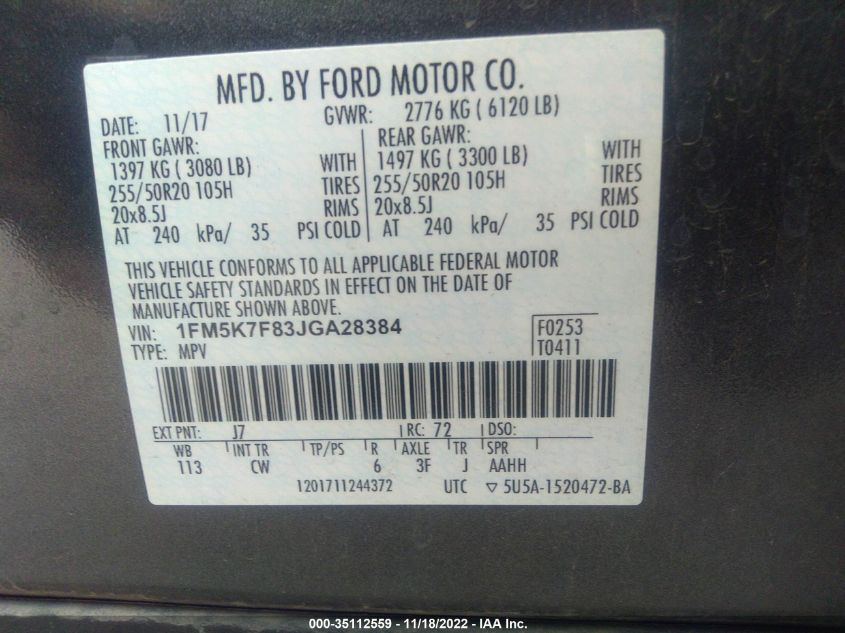 MFD. BY FORD MOTOR CO.
DATE: 11/17 GVWR: 2776 KG ( 6120 LB)
FRONT GAWR: REAR GAWR:
1397 KG ( 3080 LB) WITH 1497 KG ( 3300 LB) WITH
255/50R20 105H TIRES 255/50R20 105H TIRES
20x8.5J RIMS 20x8.5J RIMS
AT 240 kPa/ 35 PSI COLD AT 240 kPa/ 35 PSI COLD
THIS VEHICLE CONFORMS TO ALL APPLICABLE FEDERAL MOTOR
VEHICLE SAFETY STANDARDS IN EFFECT ON THE DATE OF
MANUFACTURE SHOWN ABOVE.
VIN: 1FM5K7F83JGA28384 F0253
TYPE: MPV T0411
EXT PNT: J7 RC: 72 DSO:
WB INT TR TP/PS R AXLE TR SPR
113 CW 6 3F J AAHH
1201711244372 UTC ▽ 5U5A-1520472-BA
000-35112559 - 11/18/2022 - IAA Inc.